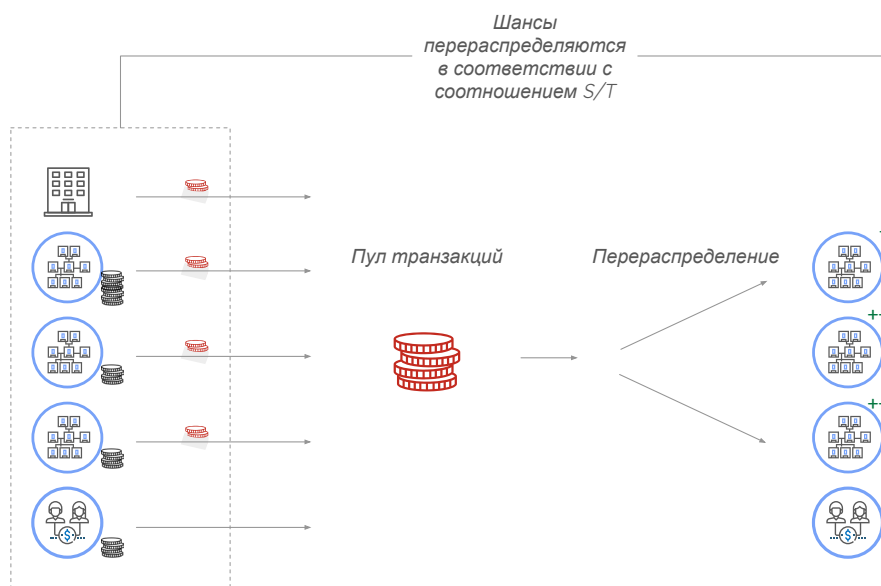 Шансы
перераспределяются
в соответствии с
соотношением S/T
Пул транзакций
Перераспределение
++
++